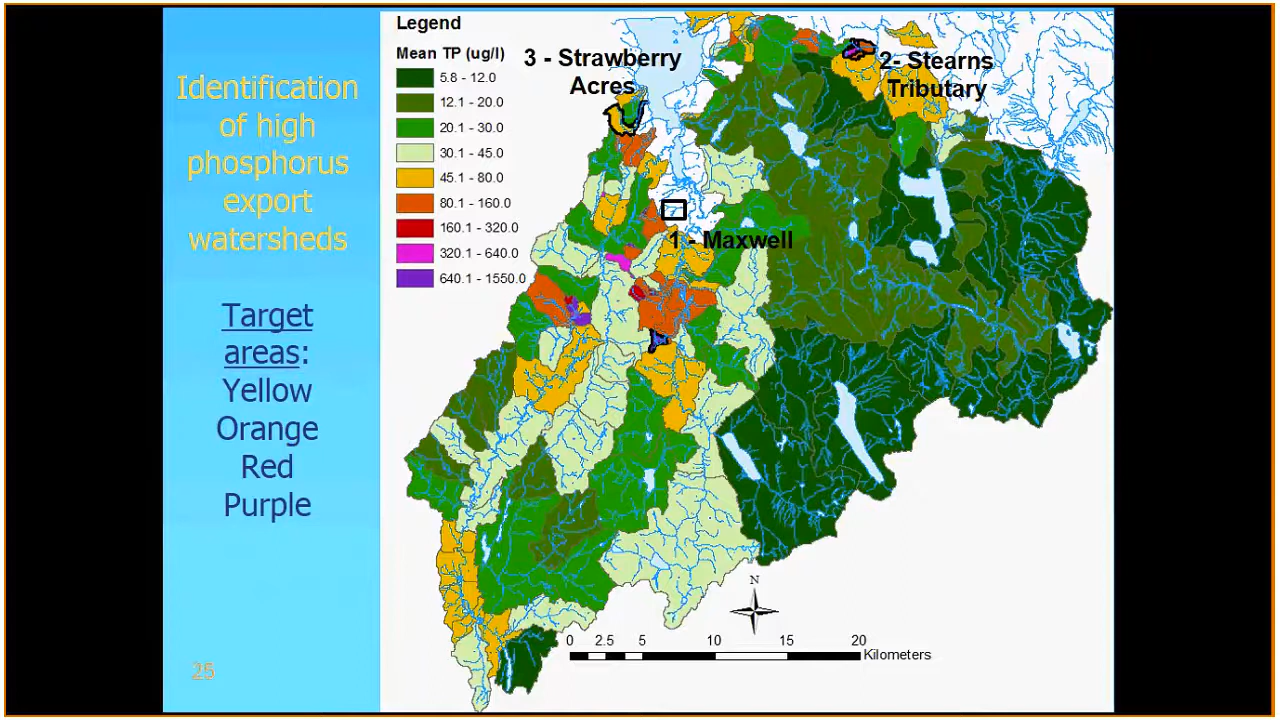 Identification
of high
phosphorus
export
watersheds
Target
areas:
Yellow
Orange
Red
Purple
25
Legend
Mean TP (ug/l)
5.8 - 12.0
12.1 - 20.0
20.1 - 30.0
30.1 - 45.0
45.1 - 80.0
80.1 - 160.0
160.1 - 320.0
320.1 - 640.0
640.1 - 1550.0
3 - Strawberry
Acres
2- Stearns
Tributary
1 - Maxwell
N
0 2.5 5 10 15 20
Kilometers